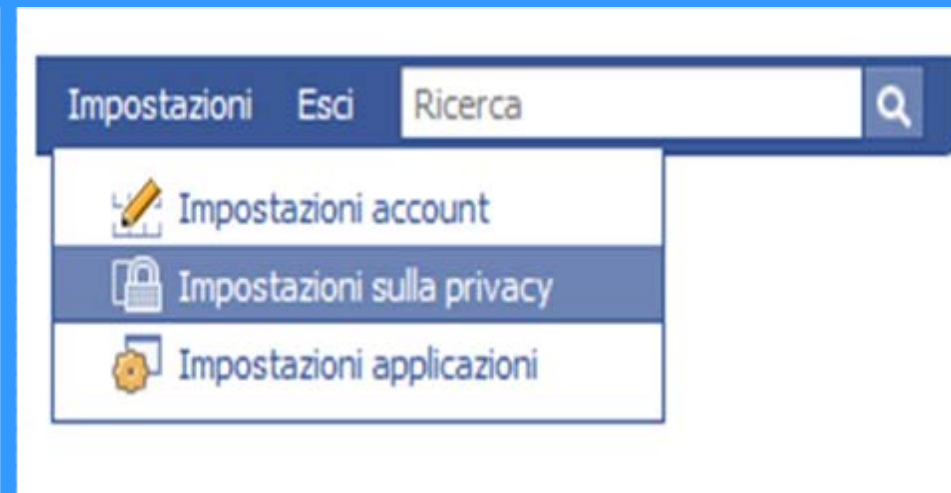 Impostazioni Esci Ricerca
Impostazioni account
Impostazioni sulla privacy
Impostazioni applicazioni